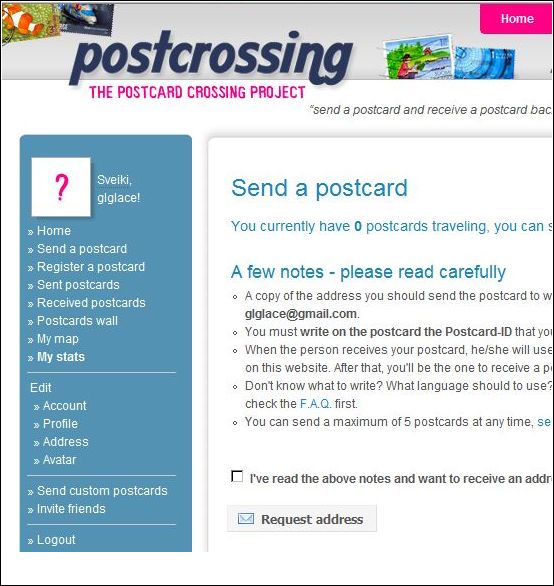 Home
postcrossing
THE POSTCARD CROSSING PROJECT
"send a postcard and receive a postcard bac
?
Sveiki,
glglace!
» Home
» Send a postcard
» Register a postcard
» Sent postcards
» Received postcards
» Postcards wall
» My map
» My stats
Edit
» Account
» Profile
» Address
» Avatar
» Send custom postcards
» Invite friends
» Logout
Send a postcard
You currently have 0 postcards traveling, you can s
A few notes - please read carefully
A copy of the address you should send the postcard to w
glglace@gmail.com.
You must write on the postcard the Postcard-ID that you
When the person receives your postcard, he/she will use
on this website. After that, you'll be the one to receive a po
Don't know what to write? What language should to use?
check the F.A.Q. first.
You can send a maximum of 5 postcards at any time, se
I've read the above notes and want to receive an addr
Request address